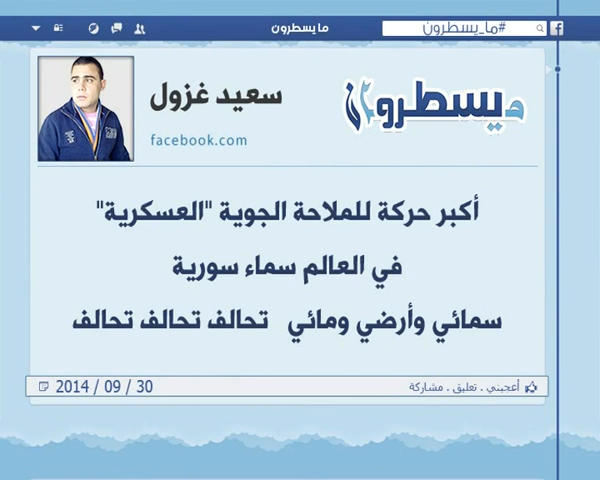 ما يسطرون
#ما_يسطرون
سعيد غزول
facebook.com
ما يسطرون
أكبر حركة للملاحة الجوية "العسكرية"
في العالم سماء سورية
سمائي وأرضي ومائي تحالف تحالف تحالف
أعجبني . تعليق . مشاركة
2014 / 09 / 30